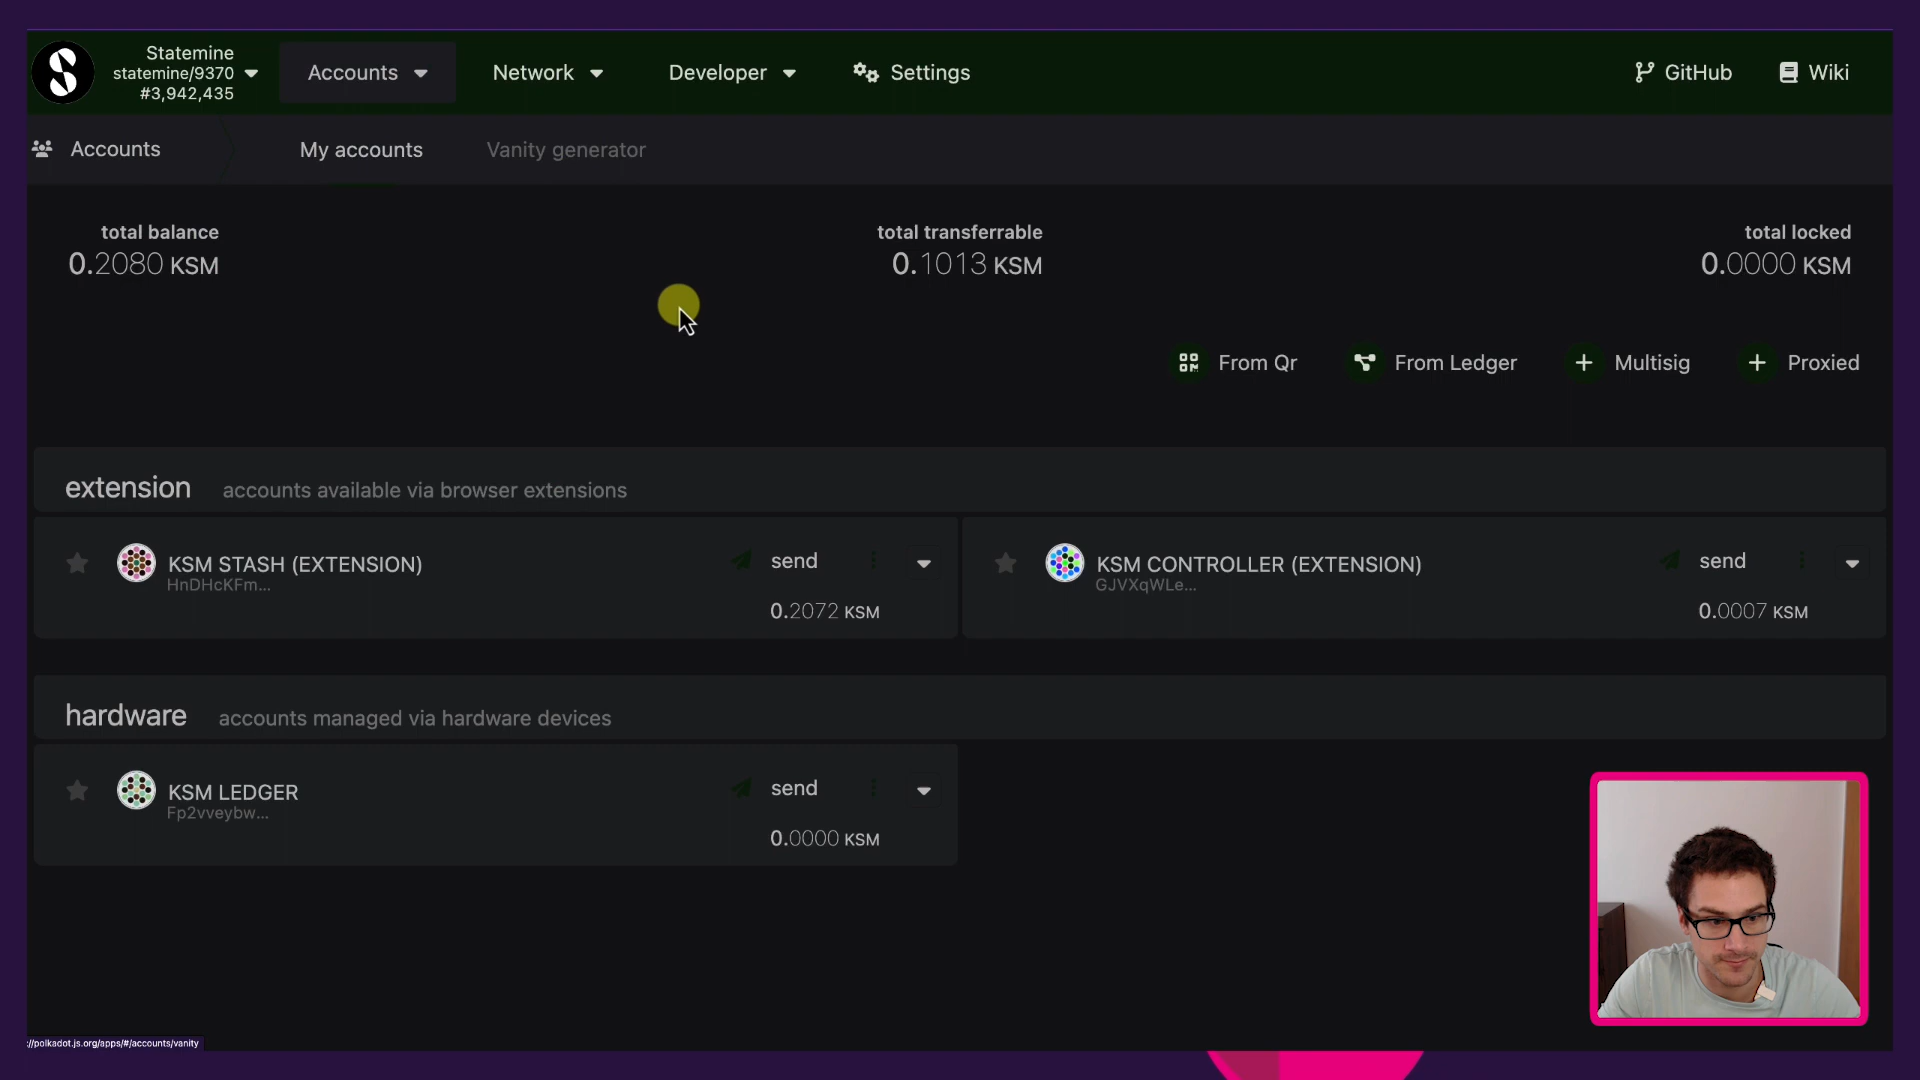 Statemine
statemine/9370
#3,942,435
Accounts
Network
Developer
Settings
GitHub
Wiki
Accounts
My accounts
Vanity generator
total balance
0.2080 KSM
total transferrable
0.1013 KSM
total locked
0.0000 KSM
From Qr
From Ledger
Multisig
Proxied
extension accounts available via browser extensions
KSM STASH (EXTENSION)
HnDHcKFm...
send
0.2072 KSM
KSM CONTROLLER (EXTENSION)
GJVXqWLe...
send
0.0007 KSM
hardware accounts managed via hardware devices
KSM LEDGER
Fp2vveybw...
send
0.0000 KSM
://polkadot.js.org/apps/#/accounts/vanity